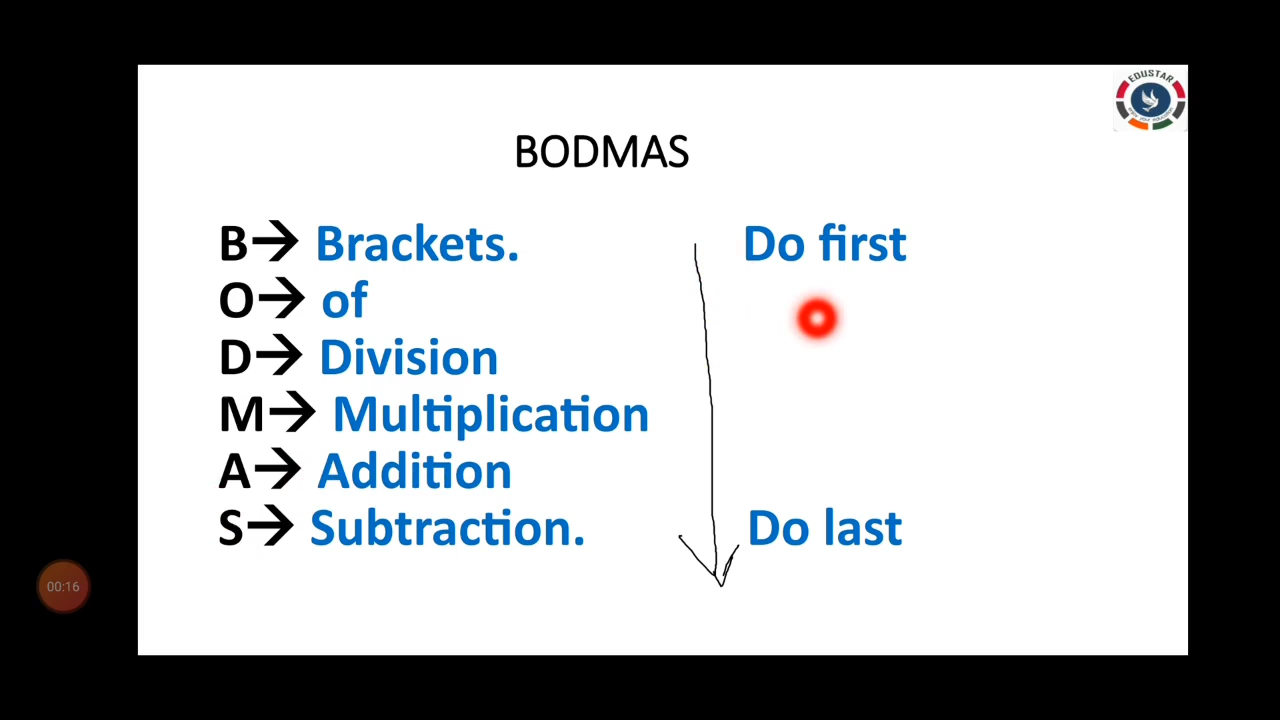 EDUSTAR
BODMAS
B→ Brackets. Do first
O→ of
D→ Division
M→ Multiplication
A→ Addition
S→ Subtraction. Do last
00:16